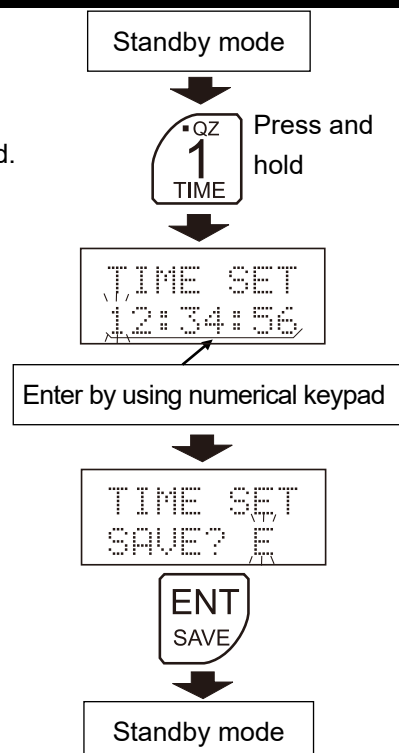 Standby mode
d.
▪QZ
1
TIME
Press and
hold
TIME SET
12:34:56
Enter by using numerical keypad
TIME SET
SAVE? E
ENT
SAVE
Standby mode